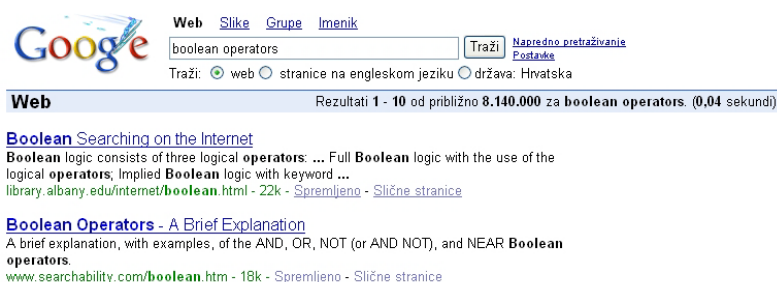 Google
Web Slike Grupe Imenik
boolean operators Traži Napredno pretraživanje
Postavke
Traži: web stranice na engleskom jeziku država: Hrvatska
Web Rezultati 1 - 10 od približno 8.140.000 za boolean operators. (0,04 sekundi)
Boolean Searching on the Internet
Boolean logic consists of three logical operators: ... Full Boolean logic with the use of the
logical operators; Implied Boolean logic with keyword ...
library.albany.edu/internet/boolean.html - 22k - Spremljeno - Slične stranice
Boolean Operators - A Brief Explanation
A brief explanation, with examples, of the AND, OR, NOT (or AND NOT), and NEAR Boolean
operators.
www.searchability.com/boolean.htm - 18k - Spremljeno - Slične stranice